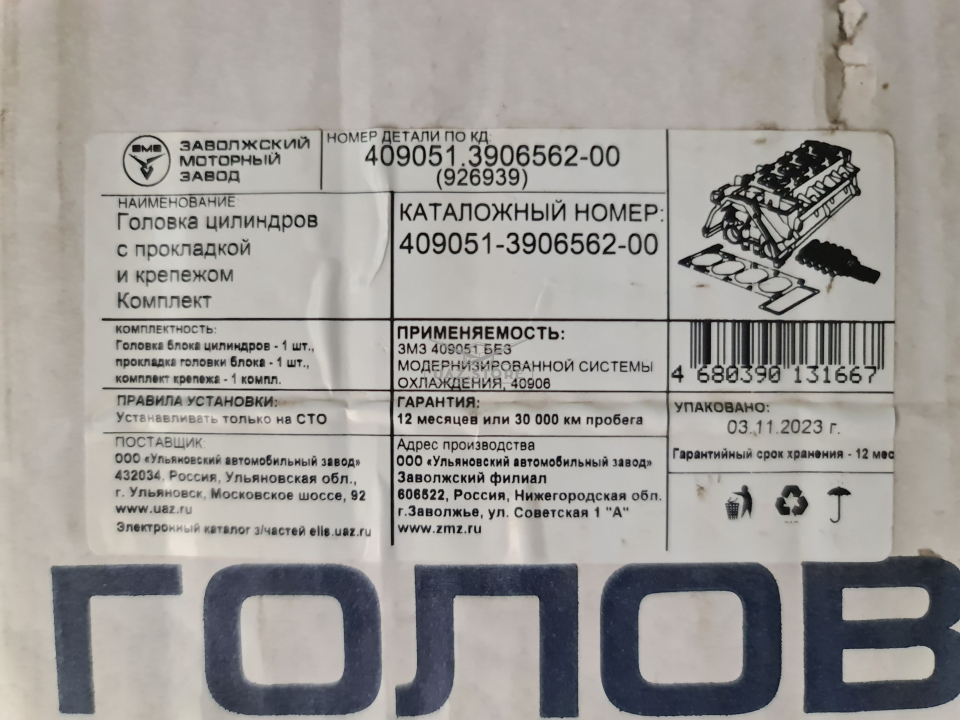 ЗМЗ
ЗАВОЛЖСКИЙ
МОТОРНЫЙ
ЗАВОД
НОМЕР ДЕТАЛИ ПО КД:
409051.3906562-00
(926939)
НАИМЕНОВАНИЕ:
Головка цилиндров
с прокладкой
и крепежом
Комплект
КАТАЛОЖНЫЙ НОМЕР:
409051-3906562-00
КОМПЛЕКТНОСТЬ:
Головка блока цилиндров - 1 шт.,
прокладка головки блока - 1 шт.,
комплект крепежа - 1 компл.
ПРИМЕНЯЕМОСТЬ:
ЗМЗ 409051 БЕЗ
МОДЕРНИЗИРОВАННОЙ СИСТЕМЫ
ОХЛАЖДЕНИЯ, 40906
UAZ STORE
4 680390 131667
ПРАВИЛА УСТАНОВКИ:
Устанавливать только на СТО
ГАРАНТИЯ:
12 месяцев или 30 000 км пробега
УПАКОВАНО:
03.11.2023 г.
Гарантийный срок хранения - 12 мес
ПОСТАВЩИК:
ООО «Ульяновский автомобильный завод»
432034, Россия, Ульяновская обл.,
г. Ульяновск, Московское шоссе, 92
www.uaz.ru
Электронный каталог з/частей elis.uaz.ru
Адрес производства
ООО «Ульяновский автомобильный завод»
Заволжский филиал
606522, Россия, Нижегородская обл.
г.Заволжье, ул. Советская 1 "А"
www.zmz.ru
ГОЛОВ